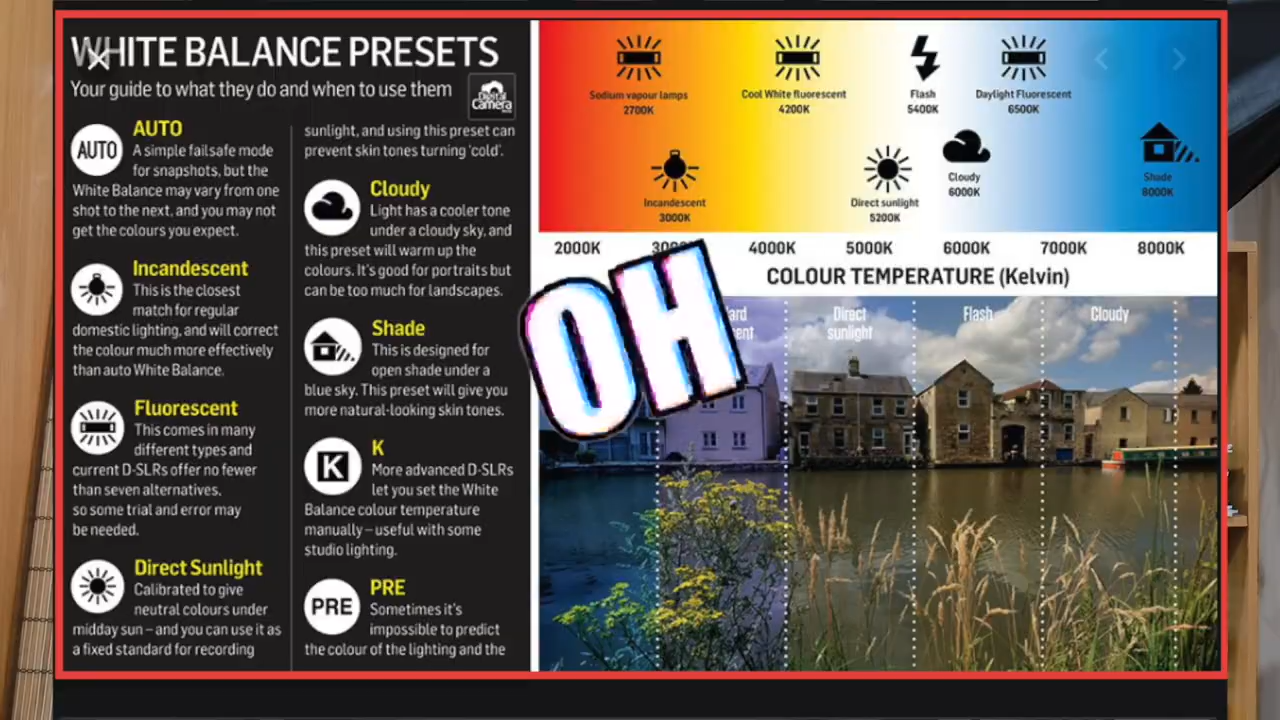 WHITE BALANCE PRESETS
Your guide to what they do and when to use them
Digital
Camera
AUTO
AUTO
A simple failsafe mode
for snapshots, but the
White Balance may vary from one
shot to the next, and you may not
get the colours you expect.
Incandescent
This is the closest
match for regular
domestic lighting, and will correct
the colour much more effectively
than auto White Balance.
Fluorescent
This comes in many
different types and
current D-SLRs offer no fewer
than seven alternatives,
so some trial and error may
be needed.
Direct Sunlight
Calibrated to give
neutral colours under
midday sun – and you can use it as
a fixed standard for recording
sunlight, and using this preset can
prevent skin tones turning ‘cold’.
Cloudy
Light has a cooler tone
under a cloudy sky, and
this preset will warm up the
colours. It’s good for portraits but
can be too much for landscapes.
Shade
This is designed for
open shade under a
blue sky. This preset will give you
more natural-looking skin tones.
K
K
More advanced D-SLRs
let you set the White
Balance colour temperature
manually – useful with some
studio lighting.
PRE
PRE
Sometimes it’s
impossible to predict
the colour of the lighting and the
Sodium vapour lamps
2700K
Cool White fluorescent
4200K
Flash
5400K
Daylight Fluorescent
6500K
Incandescent
3000K
Direct sunlight
5200K
Cloudy
6000K
Shade
8000K
2000K 3000K 4000K 5000K 6000K 7000K 8000K
COLOUR TEMPERATURE (Kelvin)
OH
Direct
sunlight
Flash
Cloudy